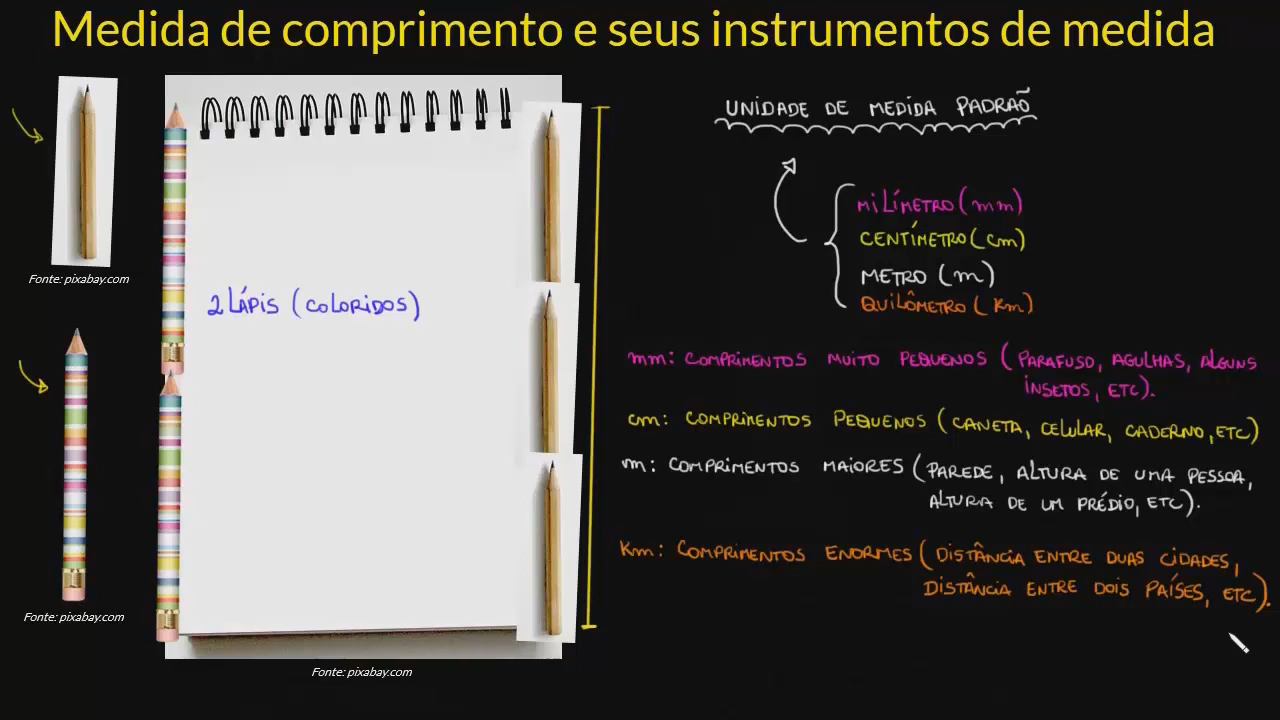 Medida de comprimento e seus instrumentos de medida
Fonte: pixabay.com
Fonte: pixabay.com
2 LÁPIS (COLORIDOS)
Fonte: pixabay.com
UNIDADE DE MEDIDA PADRÃO
MILÍMETRO (mm)
CENTÍMETRO (cm)
METRO (m)
QUILÔMETRO (Km)
mm: COMPRIMENTOS MUITO PEQUENOS (PARAFUSO, AGULHAS, ALGUNS
INSETOS, ETC).
cm: COMPRIMENTOS PEQUENOS (CANETA, CELULAR, CADERNO, ETC)
m: COMPRIMENTOS MAIORES (PAREDE, ALTURA DE UMA PESSOA,
ALTURA DE UM PRÉDIO, ETC).
Km: COMPRIMENTOS ENORMES (DISTÂNCIA ENTRE DUAS CIDADES,
DISTÂNCIA ENTRE DOIS PAÍSES, ETC).